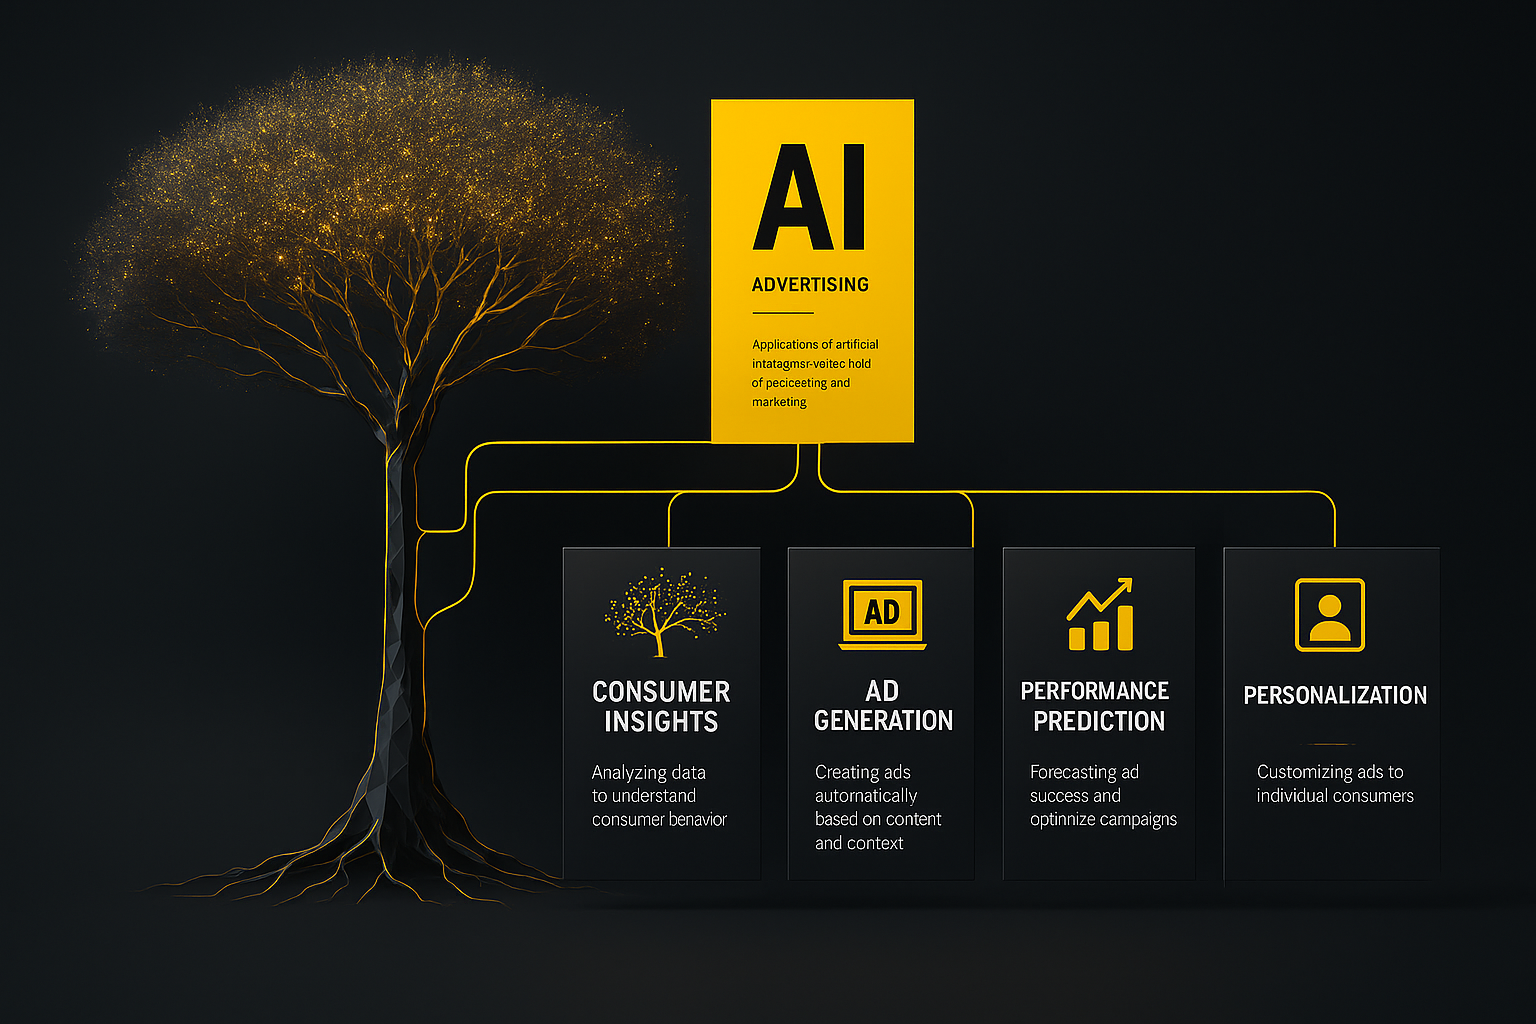 AI
ADVERTISING
Applications of artificial
intatagmsr-veitec hold
of peciceeting and
marketing
AD
CONSUMER
INSIGHTS
Analyzing data
to understand
consumer benavior
AD
GENERATION
Creating ads
autornatically
based on content
and context
PERFORMANCE
PREDICTION
Forecasting ad
success and
optinnize campaigns
PERSONALIZATION
Customizing ads to
individual consumers